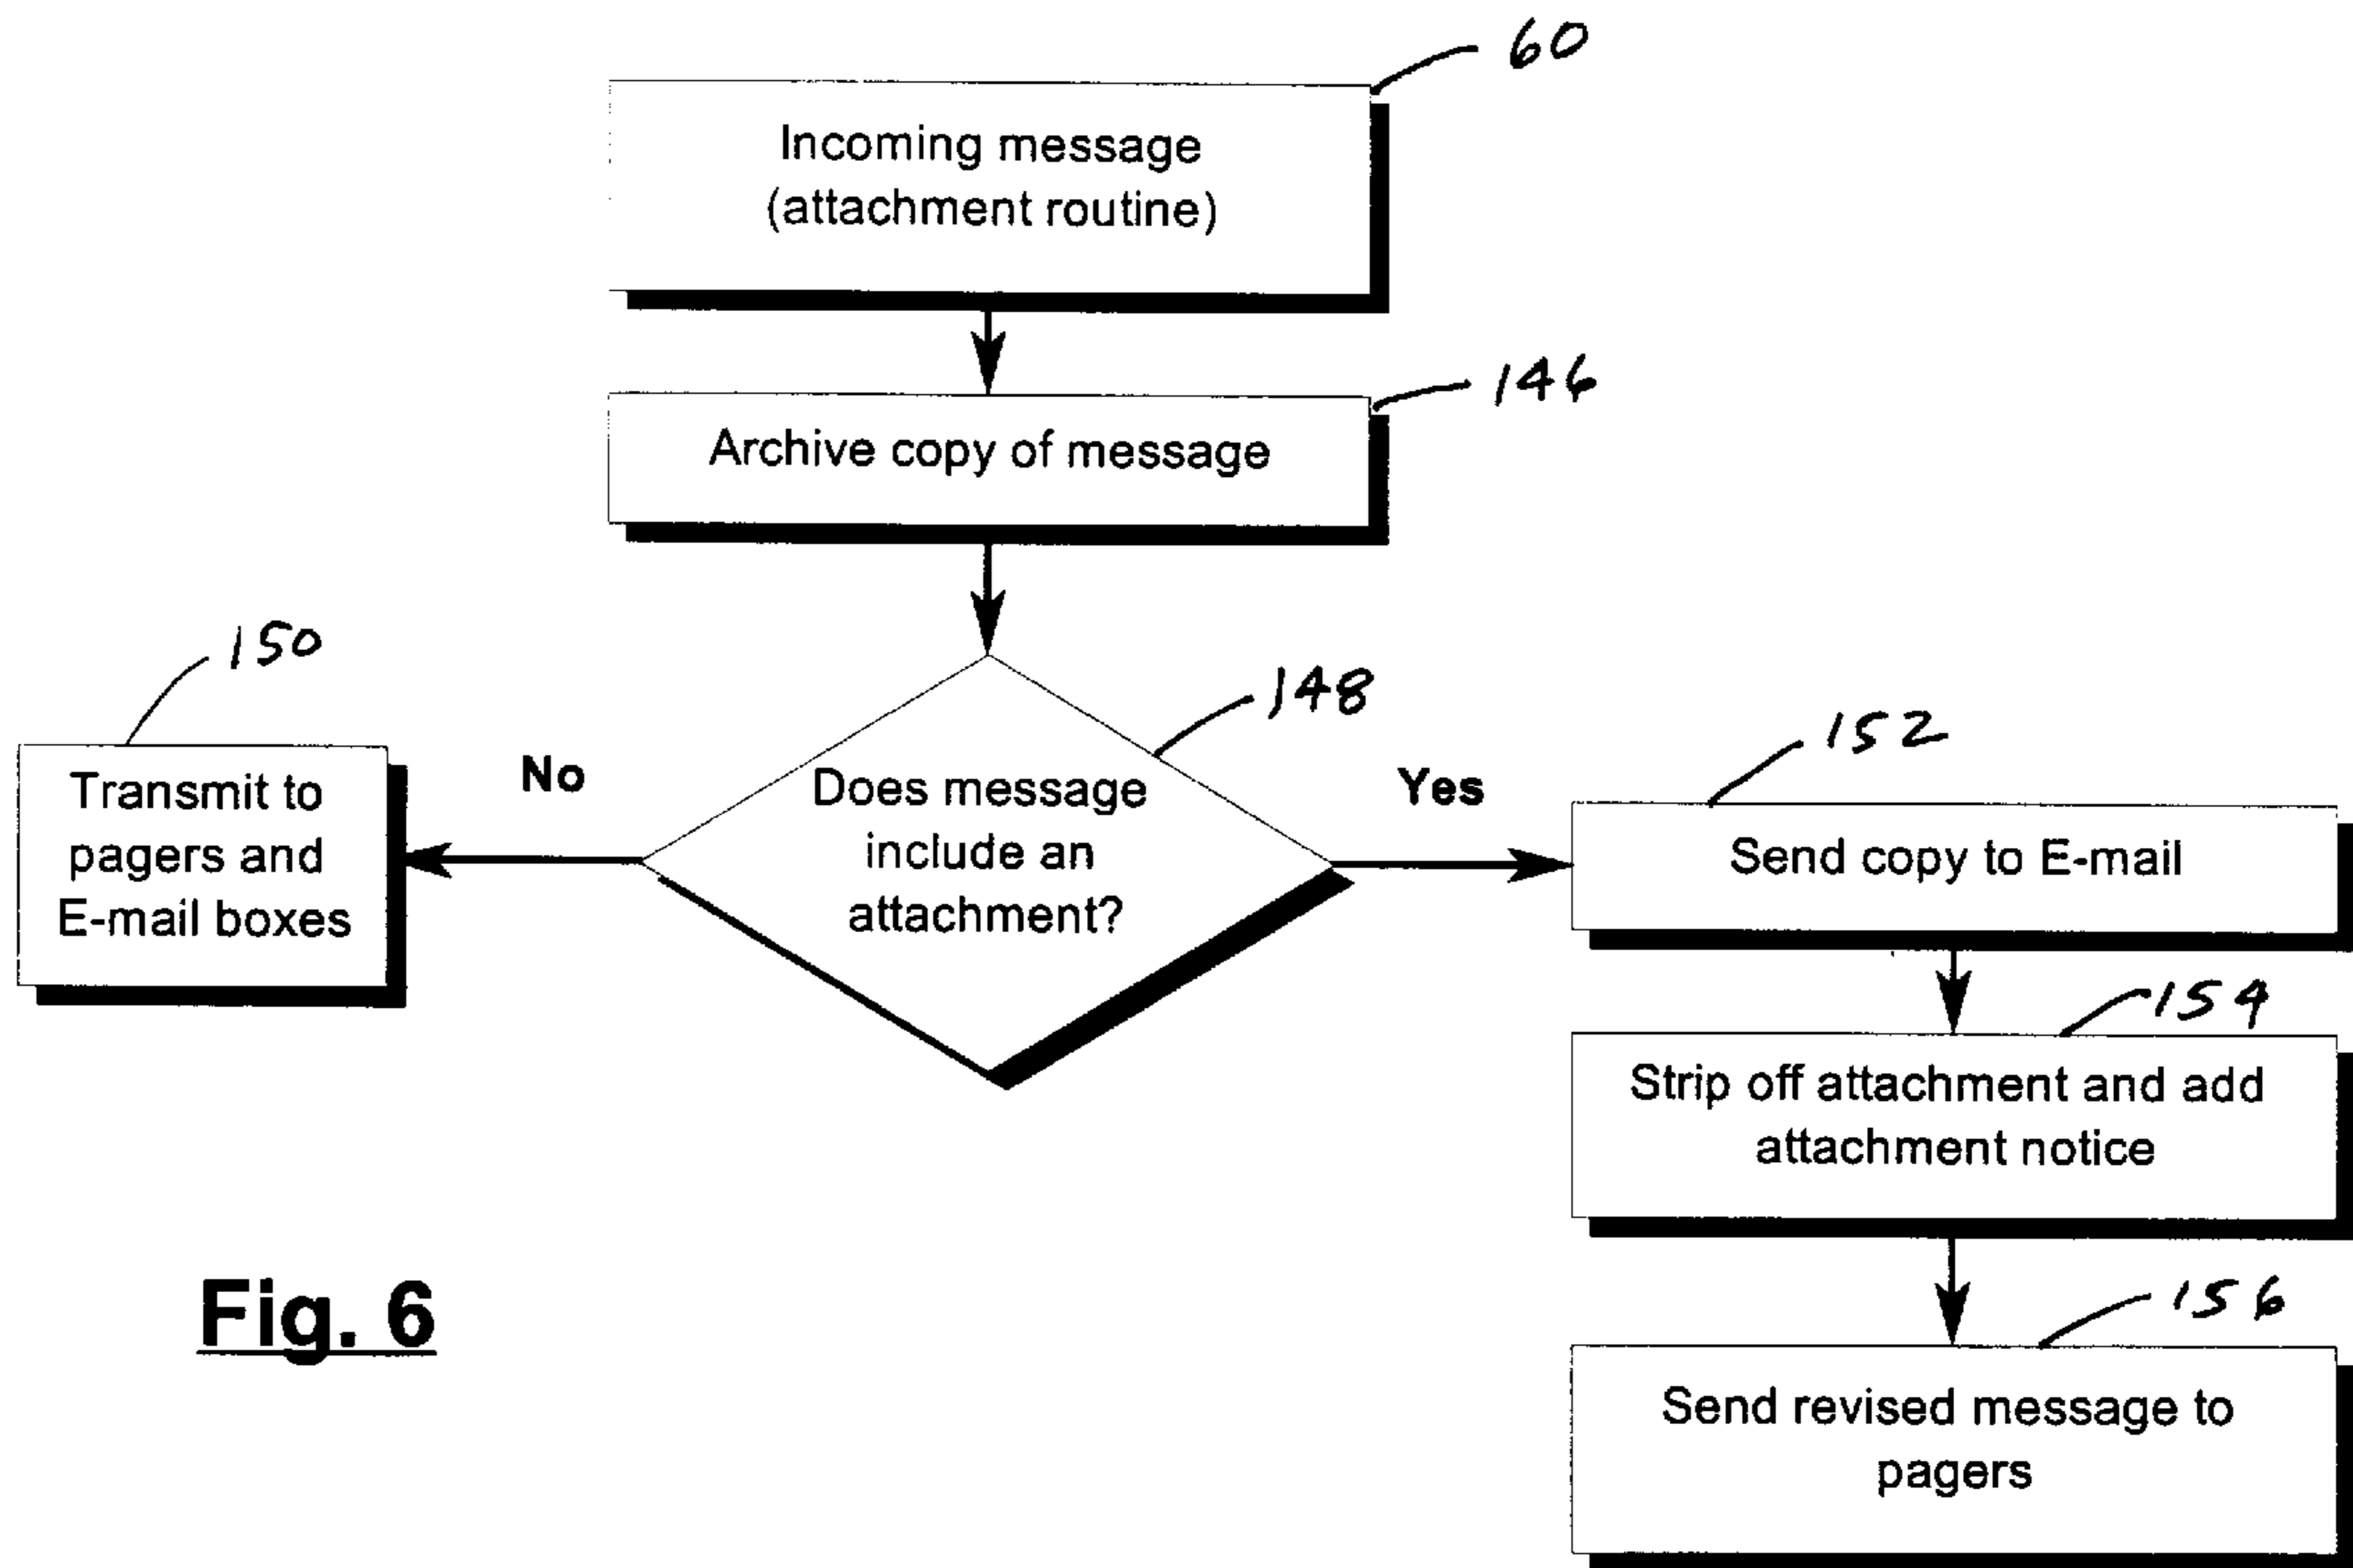 60
Incoming message
(attachment routine)
146
Archive copy of message
150
148
152
Transmit to
pagers and
E-mail boxes
No
Does message
include an
attachment?
Yes
Send copy to E-mail
154
Strip off attachment and add
attachment notice
156
Send revised message to
pagers
Fig. 6